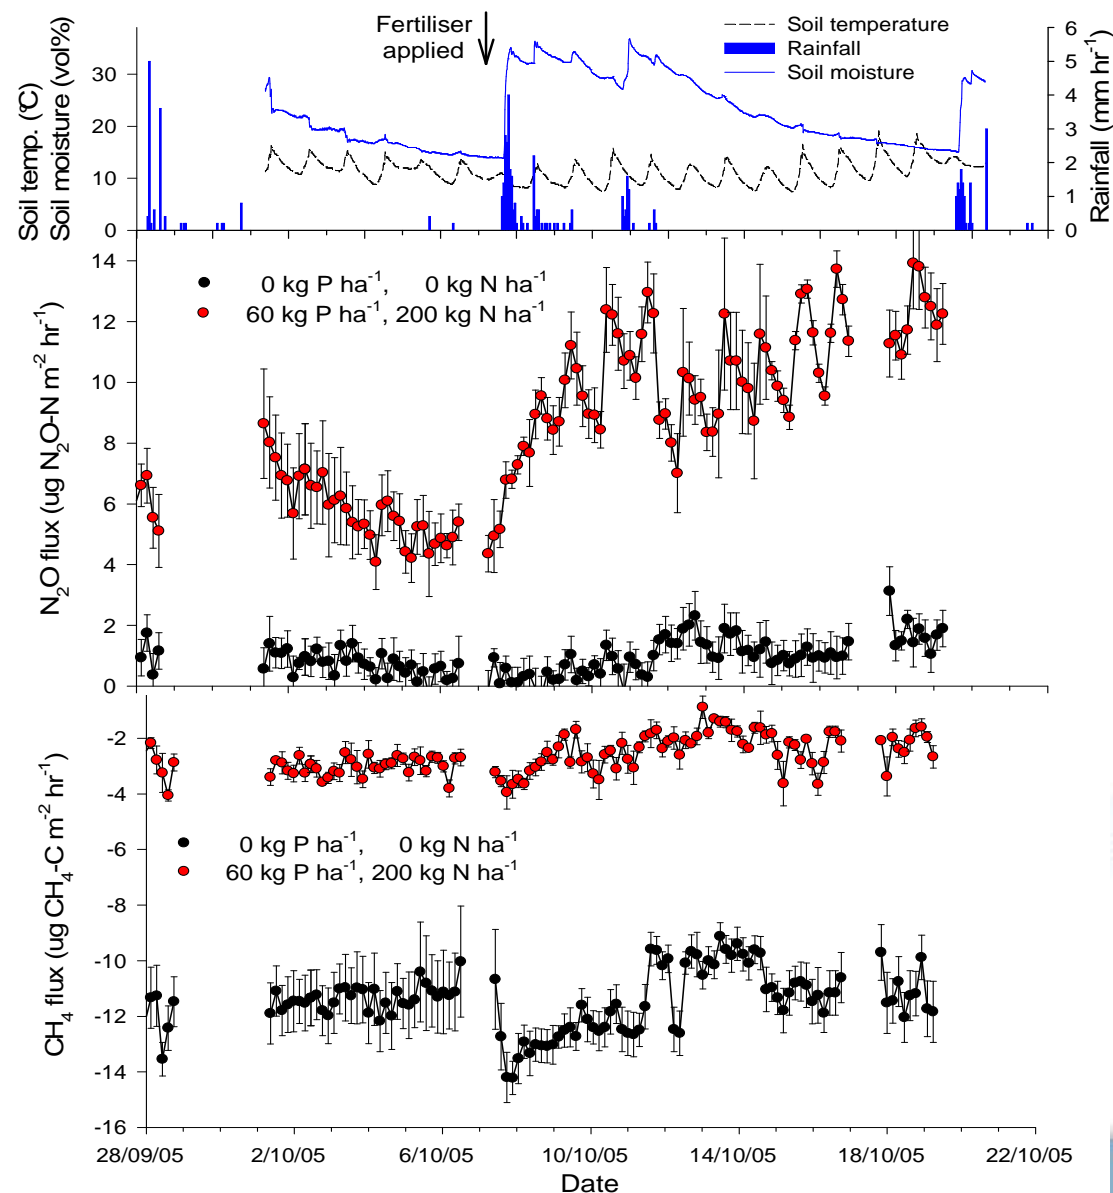 Fertiliser
applied
Soil temperature
Rainfall
Soil moisture
Soil temp. (°C)
Soil moisture (vol%)
30
20
10
0
6
5
4
3
2
1
0
Rainfall (mm hr⁻¹)
0 kg P ha⁻¹, 0 kg N ha⁻¹
60 kg P ha⁻¹, 200 kg N ha⁻¹
N₂O flux (ug N₂O-N m⁻² hr⁻¹)
14
12
10
8
6
4
2
0
CH₄ flux (ug CH₄-C m⁻² hr⁻¹)
-2
-4
-6
-8
-10
-12
-14
-16
0 kg P ha⁻¹, 0 kg N ha⁻¹
60 kg P ha⁻¹, 200 kg N ha⁻¹
28/09/05 2/10/05 6/10/05 10/10/05 14/10/05 18/10/05 22/10/05
Date